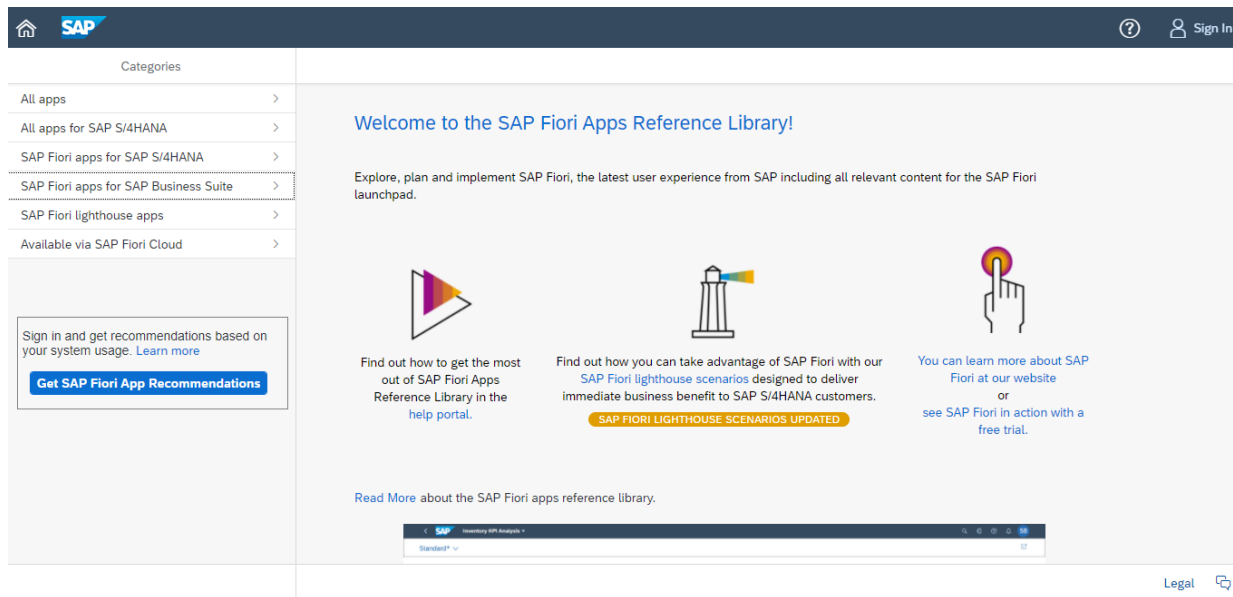 SAP
Sign In
Categories
All apps
All apps for SAP S/4HANA
SAP Fiori apps for SAP S/4HANA
SAP Fiori apps for SAP Business Suite
SAP Fiori lighthouse apps
Available via SAP Fiori Cloud
Sign in and get recommendations based on
your system usage. Learn more
Get SAP Fiori App Recommendations
Welcome to the SAP Fiori Apps Reference Library!
Explore, plan and implement SAP Fiori, the latest user experience from SAP including all relevant content for the SAP Fiori
launchpad.
Find out how to get the most
out of SAP Fiori Apps
Reference Library in the
help portal.
Find out how you can take advantage of SAP Fiori with our
SAP Fiori lighthouse scenarios designed to deliver
immediate business benefit to SAP S/4HANA customers.
SAP FIORI LIGHTHOUSE SCENARIOS UPDATED
You can learn more about SAP
Fiori at our website
or
see SAP Fiori in action with a
free trial.
Read More about the SAP Fiori apps reference library.
SAP Inventory KPI Analysis
Standard*
Legal